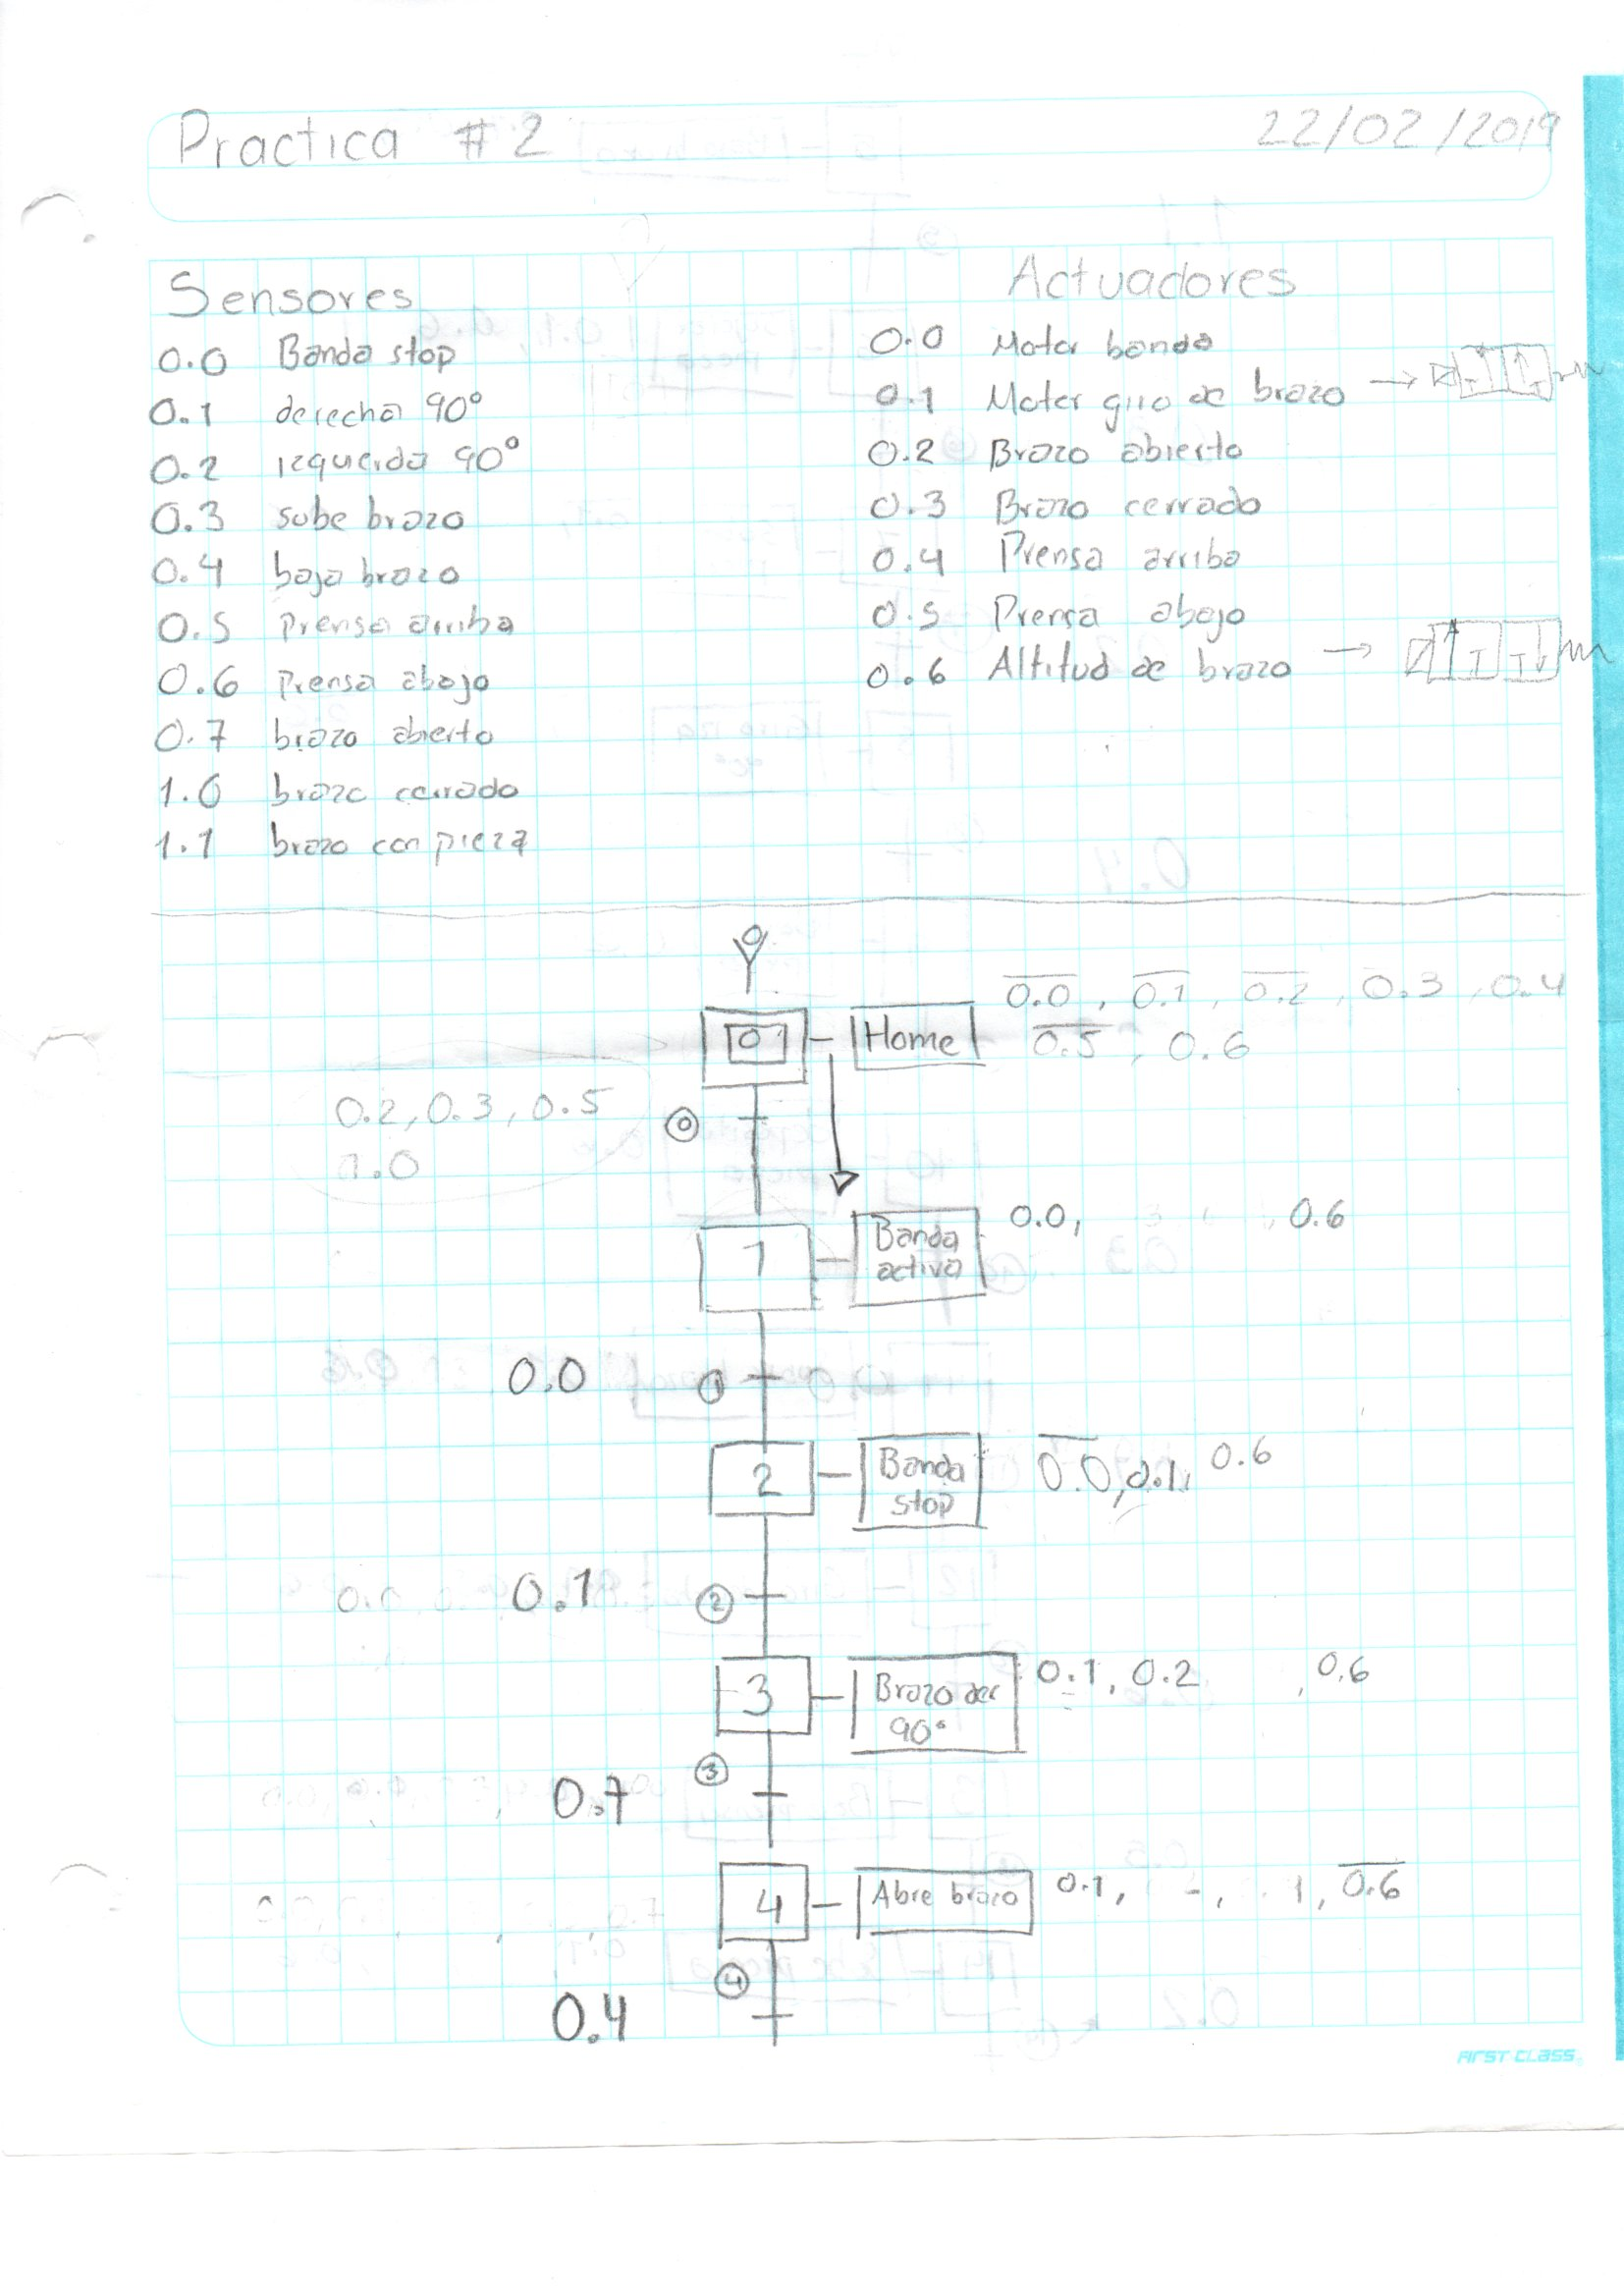 Practica #2 22/02/2019
Sensores Actuadores
0.0 Banda stop 0.0 Motor banda
0.1 derecha 90° 0.1 Motor giro de brazo →
0.2 izquierda 90° 0.2 Brazo abierto
0.3 sube brazo 0.3 Brazo cerrado
0.4 baja brazo 0.4 Prensa arriba
0.5 Prensa arriba 0.5 Prensa abajo
0.6 Prensa abajo 0.6 Altitud de brazo →
0.7 brazo abierto
1.0 brazo cerrado
1.1 brazo con pieza
0.0̅, 0.1̅, 0.2̅, 0.3, 0.4
0 Home 0.5̅, 0.6
0.2, 0.3, 0.5 0
1.0
1 Banda activa 0.0, 0.6
0.0 1
2 Banda stop 0.0̅, 0.1, 0.6
0.1 2
3 Brazo der 90° 0.1, 0.2, 0.6
3
0.7
4 Abre brazo 0.1, 0.6̅
4
0.4
First Class